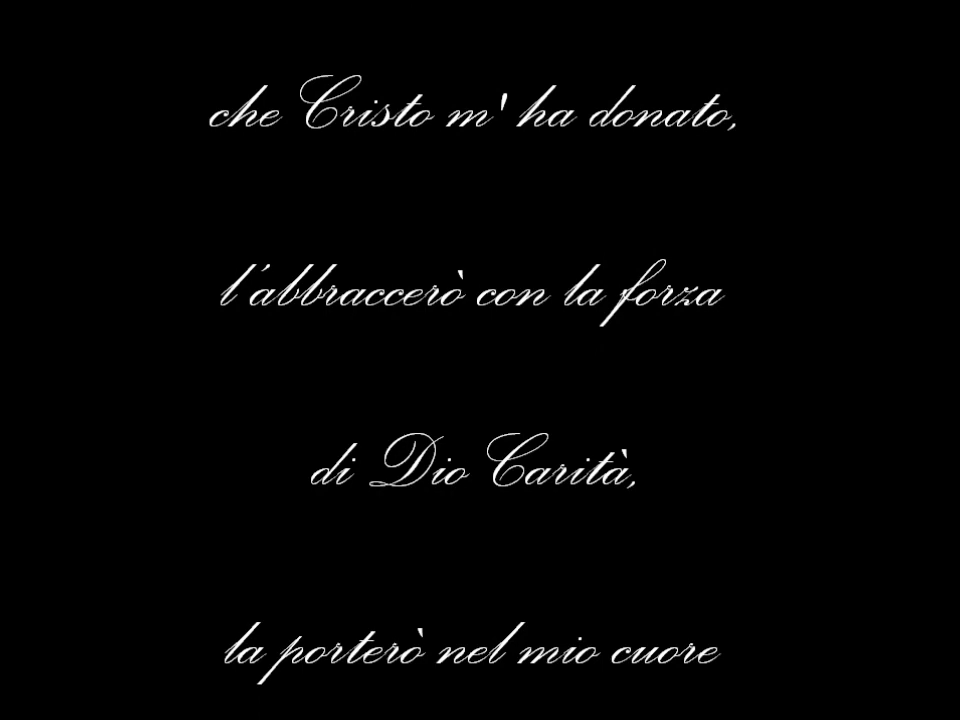 che Cristo m' ha donato,
l'abbraccerò con la forza
di Dio Carità,
la porterò nel mio cuore